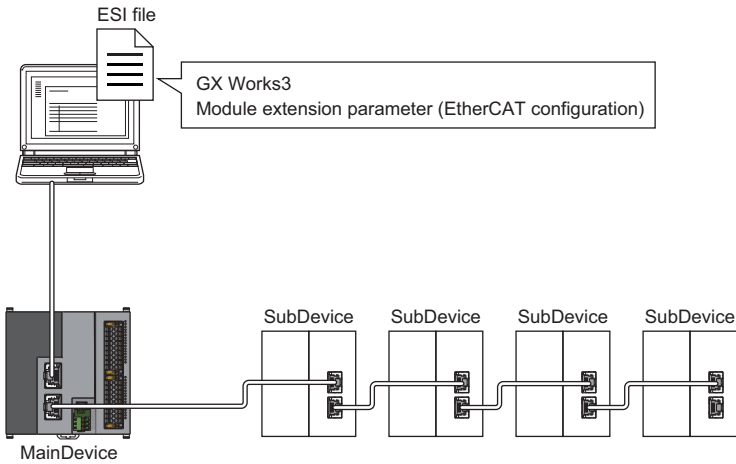 ESI file
GX Works3
Module extension parameter (EtherCAT configuration)
SubDevice
SubDevice
SubDevice
SubDevice
MainDevice